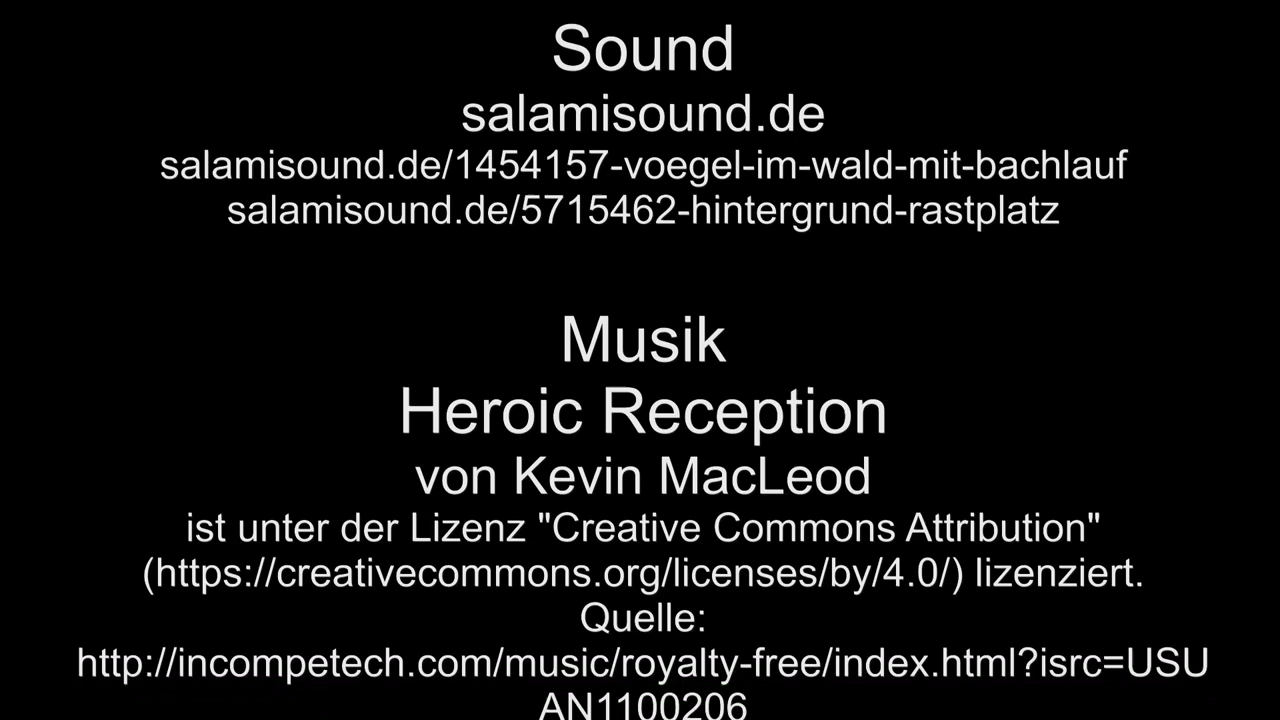 Sound
salamisound.de
salamisound.de/1454157-voegel-im-wald-mit-bachlauf
salamisound.de/5715462-hintergrund-rastplatz
Musik
Heroic Reception
von Kevin MacLeod
ist unter der Lizenz "Creative Commons Attribution"
(https://creativecommons.org/licenses/by/4.0/) lizenziert.
Quelle:
http://incompetech.com/music/royalty-free/index.html?isrc=USU
AN1100206